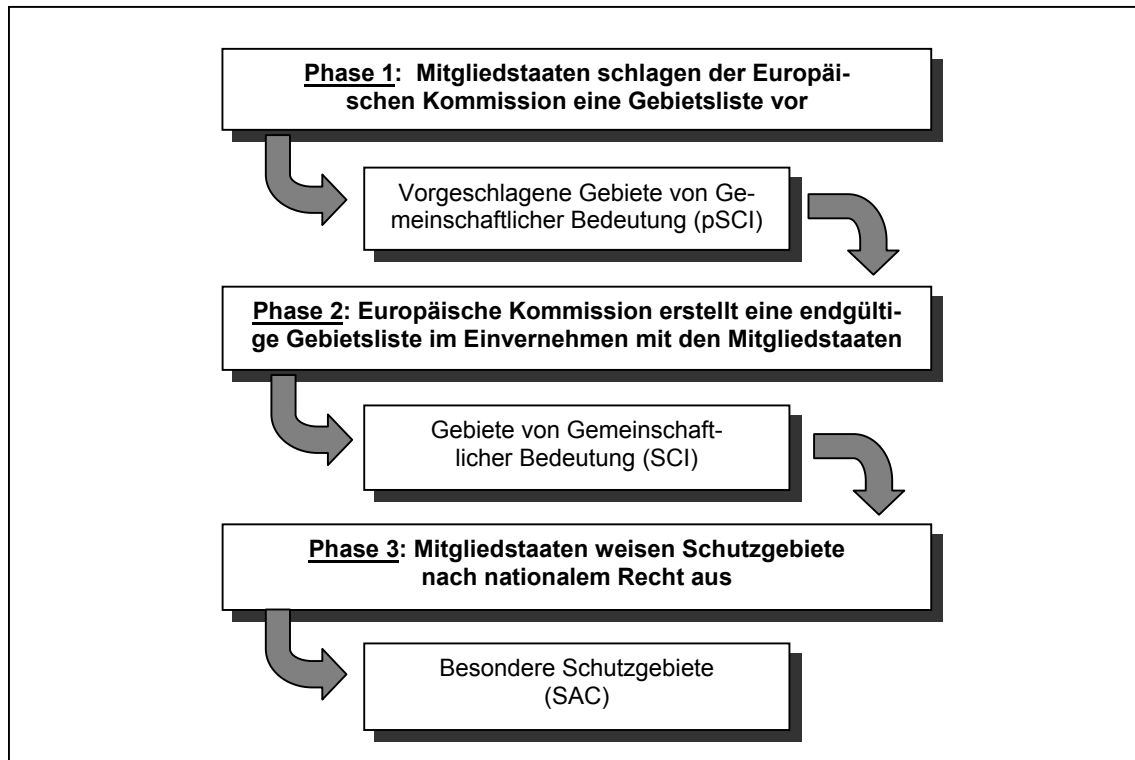 Phase 1: Mitgliedstaaten schlagen der Europäi-
schen Kommission eine Gebietsliste vor
Vorgeschlagene Gebiete von Ge-
meinschaftlicher Bedeutung (pSCI)
Phase 2: Europäische Kommission erstellt eine endgülti-
ge Gebietsliste im Einvernehmen mit den Mitgliedstaaten
Gebiete von Gemeinschaft-
licher Bedeutung (SCI)
Phase 3: Mitgliedstaaten weisen Schutzgebiete
nach nationalem Recht aus
Besondere Schutzgebiete
(SAC)